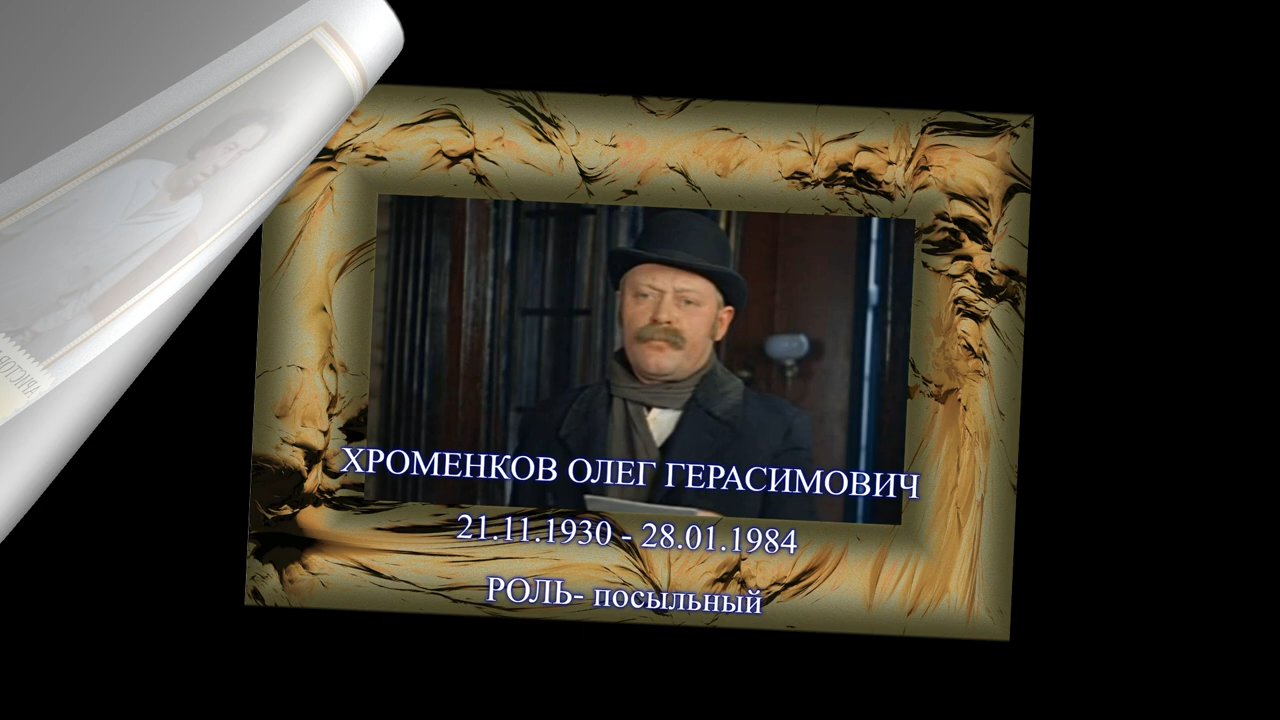 ХРОМЕНКОВ ОЛЕГ ГЕРАСИМОВИЧ
21.11.1930 - 28.01.1984
РОЛЬ- посыльный